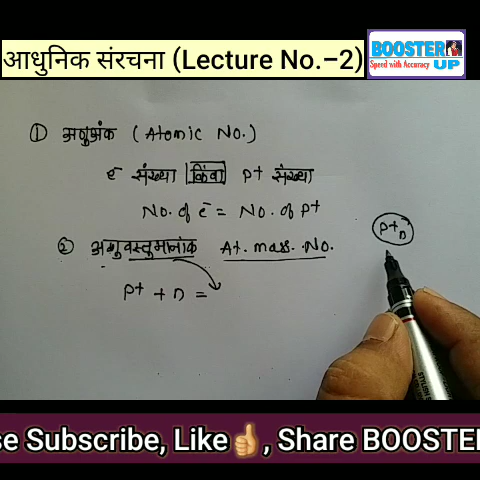 आधुनिक संरचना (Lecture No.–2)
BOOSTER
Speed with Accuracy UP
① अणुअंक (Atomic No.)
e⁻ संख्या किंवा p+ संख्या
No. of e⁻ = No. of p+
② अणुवस्तुमानांक At. mass. No.
p+ + n =
p+n
se Subscribe, Like👍, Share BOOSTER